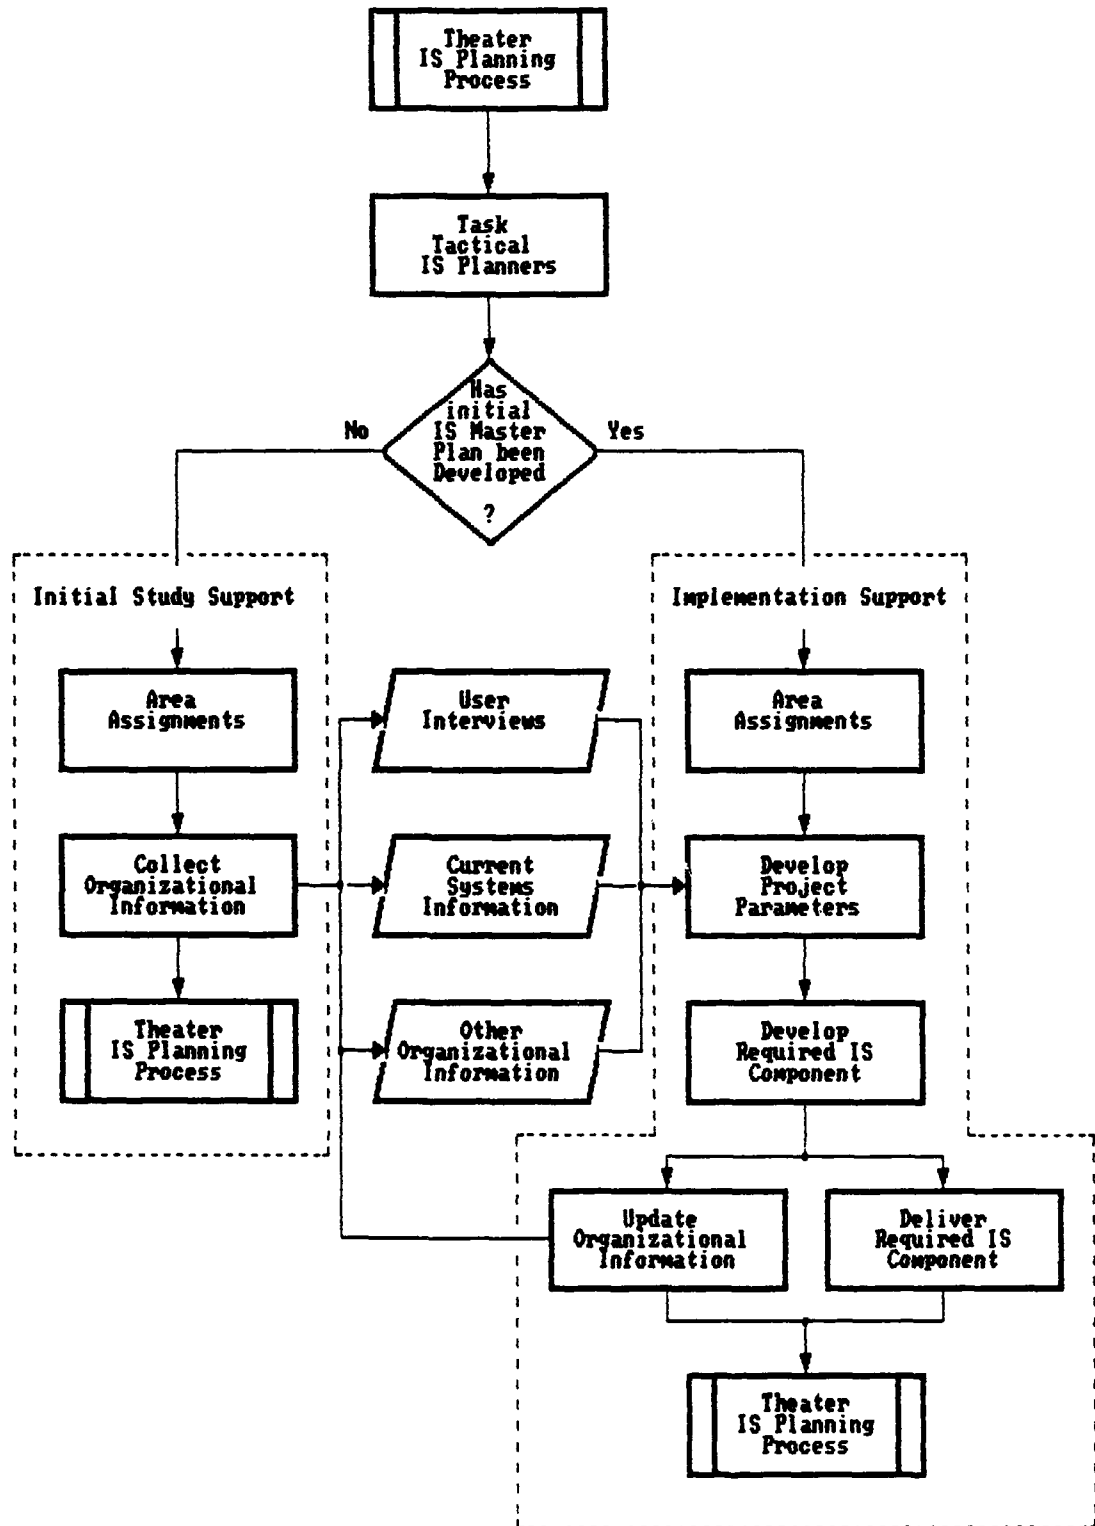 Theater
IS Planning
Process
Task
Tactical
IS Planners
Has
initial
IS Master
Plan been
Developed
?
No
Yes
Initial Study Support
Area
Assignments
Collect
Organizational
Information
Theater
IS Planning
Process
User
Interviews
Current
Systems
Information
Other
Organizational
Information
Implementation Support
Area
Assignments
Develop
Project
Parameters
Develop
Required IS
Component
Update
Organizational
Information
Deliver
Required IS
Component
Theater
IS Planning
Process